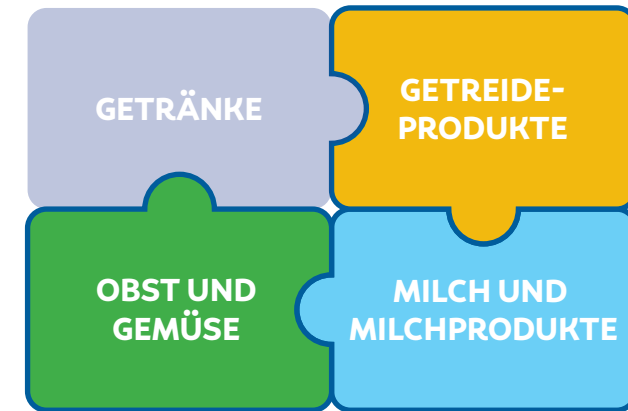 GETRÄNKE
GETREIDE-
PRODUKTE
OBST UND
GEMÜSE
MILCH UND
MILCHPRODUKTE